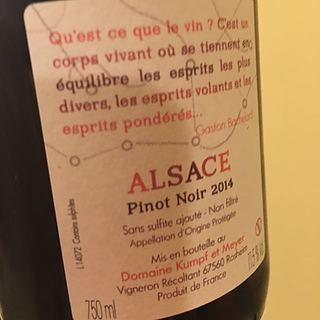 Qu'est ce que le vin ? C'est un
corps vivant où se tiennent en
équilibre les esprits les plus
divers, les esprits volants et les
esprits pondérés...
Gaston Bachelard
ALSACE
Pinot Noir 2014
Sans sulfite ajouté - Non filtré
Appellation d'Origine Protégée
Mis en bouteille au
Domaine Kumpf et Meyer
Vigneron Récoltant 67560 Rosheim
Produit de France
750 ml
L14072 Contains sulphites